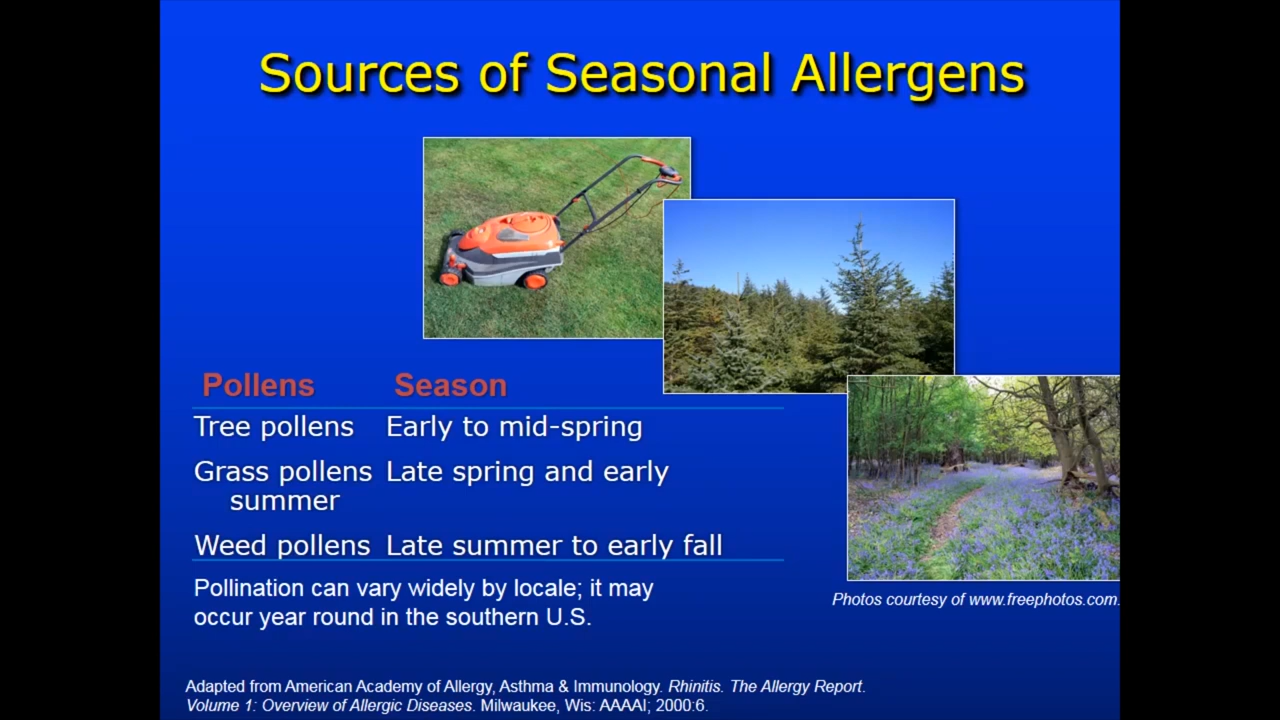 Sources of Seasonal Allergens
Pollens Season
Tree pollens Early to mid-spring
Grass pollens Late spring and early
summer
Weed pollens Late summer to early fall
Pollination can vary widely by locale; it may
occur year round in the southern U.S.
Photos courtesy of www.freephotos.com.
Adapted from American Academy of Allergy, Asthma & Immunology. Rhinitis. The Allergy Report.
Volume 1: Overview of Allergic Diseases. Milwaukee, Wis: AAAAI; 2000:6.